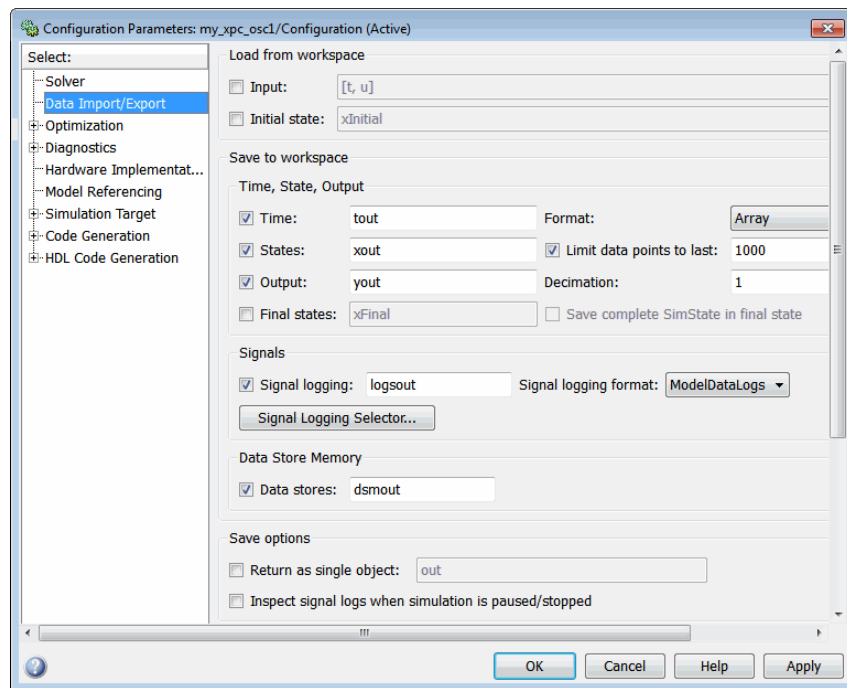 Configuration Parameters: my_xpc_osc1/Configuration (Active)
Select:
Solver
Data Import/Export
Optimization
Diagnostics
Hardware Implementat...
Model Referencing
Simulation Target
Code Generation
HDL Code Generation
Load from workspace
Input: [t, u]
Initial state: xInitial
Save to workspace
Time, State, Output
Time: tout Format: Array
States: xout Limit data points to last: 1000
Output: yout Decimation: 1
Final states: xFinal Save complete SimState in final state
Signals
Signal logging: logsout Signal logging format: ModelDataLogs
Signal Logging Selector...
Data Store Memory
Data stores: dsmout
Save options
Return as single object: out
Inspect signal logs when simulation is paused/stopped
OK Cancel Help Apply